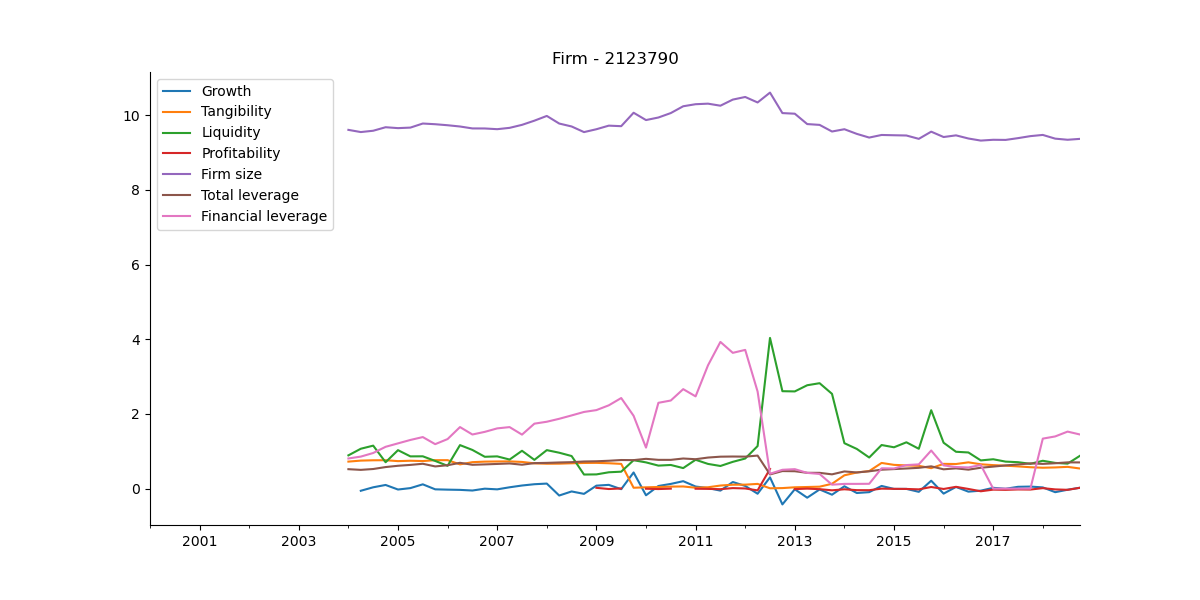 Firm - 2123790
Growth
Tangibility
Liquidity
Profitability
Firm size
Total leverage
Financial leverage
10
8
6
4
2
0
2001 2003 2005 2007 2009 2011 2013 2015 2017